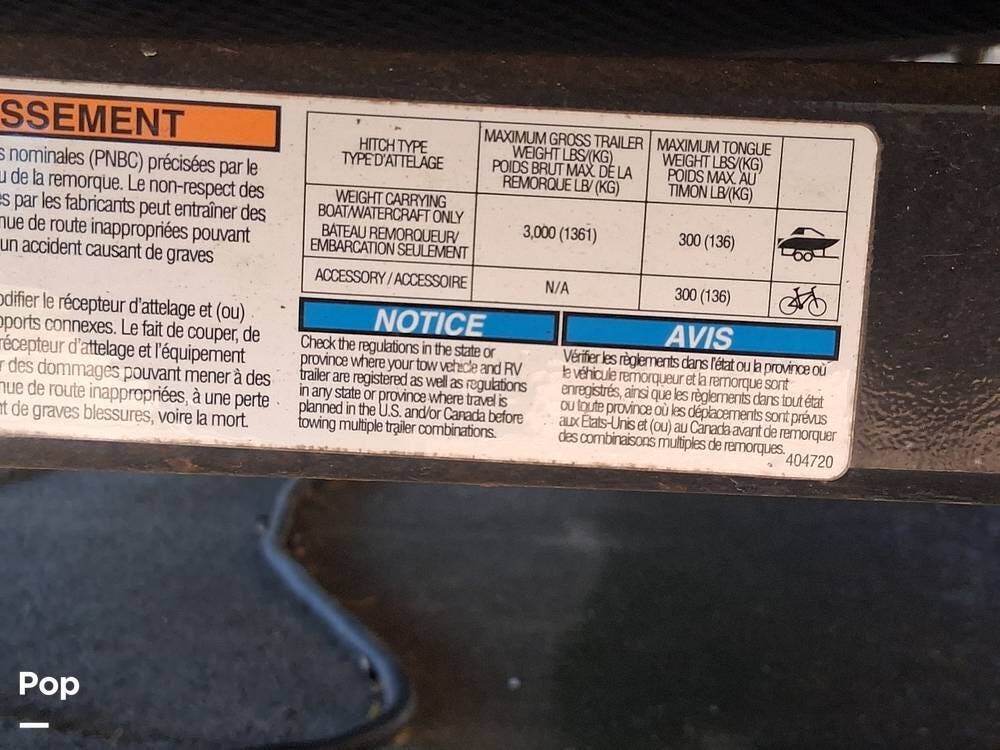 SSEMENT
s nominales (PNBC) précisées par le
u de la remorque. Le non-respect des
es par les fabricants peut entraîner des
nue de route inappropriées pouvant
un accident causant de graves
odifier le récepteur d'attelage et (ou)
pports connexes. Le fait de couper, de
récepteur d'attelage et l'équipement
r des dommages pouvant mener à des
nue de route inappropriées, à une perte
nt de graves blessures, voire la mort.
HITCH TYPE
TYPE D'ATTELAGE
MAXIMUM GROSS TRAILER
WEIGHT LBS/(KG)
POIDS BRUT MAX. DE LA
REMORQUE LB/ (KG)
MAXIMUM TONGUE
WEIGHT LBS/(KG)
POIDS MAX. AU
TIMON LB/(KG)
WEIGHT CARRYING
BOAT/WATERCRAFT ONLY
BATEAU REMORQUEUR/
EMBARCATION SEULEMENT
3,000 (1361)
300 (136)
ACCESSORY / ACCESSOIRE
N/A
300 (136)
NOTICE
Check the regulations in the state or
province where your tow vehicle and RV
trailer are registered as well as regulations
in any state or province where travel is
planned in the U.S. and/or Canada before
towing multiple trailer combinations.
AVIS
Vérifier les règlements dans l'état ou la province où
le véhicule remorqueur et la remorque sont
enregistrés, ainsi que les règlements dans tout état
ou toute province où les déplacements sont prévus
aux États-Unis et (ou) au Canada avant de remorquer
des combinaisons multiples de remorques.
404720
Pop